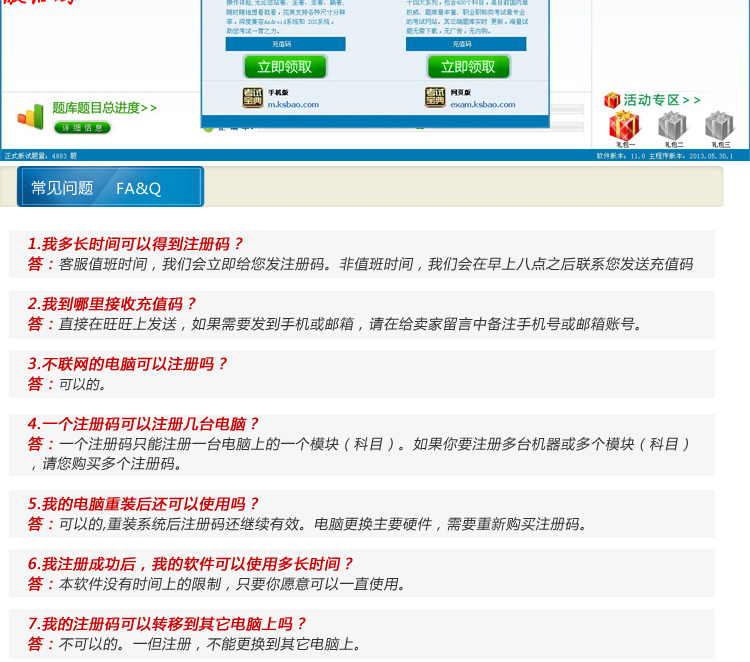 操作体验,无论您站着、坐着、走着、躺着,
随时随地想看就看,完美支持各种尺寸分辨
率,深度兼容Android系统和 IOS系统,
助您考试一臂之力。
充值码
立即领取
手机版
m.ksbao.com
十四大系列,包含400个科目,是目前国内最
权威、题库最丰富、职业职称类考试最专业
的考试网站。其云端题库实时 更新,海量试
题无需下载,无广告,无内购。
充值码
立即领取
网页版
exam.ksbao.com
题库题目总进度>>
详 细 信 息
活动专区>>
礼包一
礼包二
礼包三
正式版试题量: 4893 题
软件版本: 11.0 主程序版本: 2013.05.30.1
常见问题 FA&Q
1.我多长时间可以得到注册码？
答：客服值班时间，我们会立即给您发注册码。非值班时间，我们会在早上八点之后联系您发送充值码
2.我到哪里接收充值码？
答：直接在旺旺上发送，如果需要发到手机或邮箱，请在给卖家留言中备注手机号或邮箱账号。
3.不联网的电脑可以注册吗？
答：可以的。
4.一个注册码可以注册几台电脑？
答：一个注册码只能注册一台电脑上的一个模块（科目）。如果你要注册多台机器或多个模块（科目）
，请您购买多个注册码。
5.我的电脑重装后还可以使用吗？
答：可以的,重装系统后注册码还继续有效。电脑更换主要硬件，需要重新购买注册码。
6.我注册成功后，我的软件可以使用多长时间？
答：本软件没有时间上的限制，只要你愿意可以一直使用。
7.我的注册码可以转移到其它电脑上吗？
答：不可以的。一但注册，不能更换到其它电脑上。